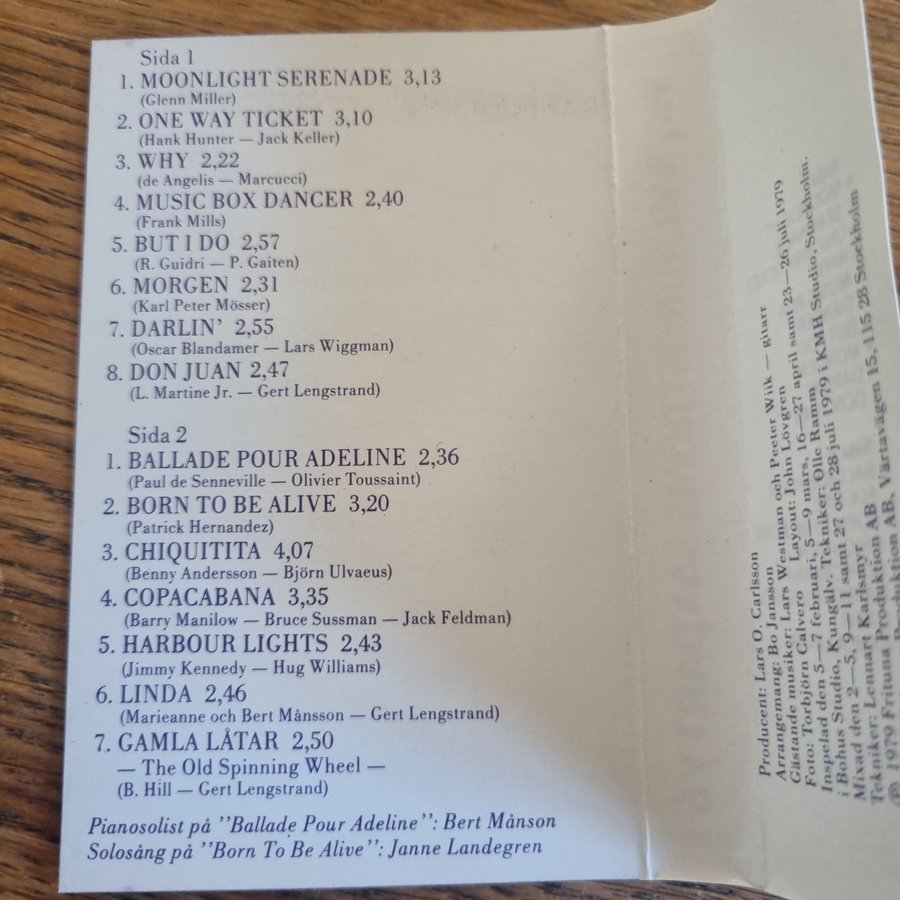 Sida 1
1. MOONLIGHT SERENADE 3,13
(Glenn Miller)
2. ONE WAY TICKET 3,10
(Hank Hunter — Jack Keller)
3. WHY 2,22
(de Angelis — Marcucci)
4. MUSIC BOX DANCER 2,40
(Frank Mills)
5. BUT I DO 2,57
(R. Guidri — P. Gaiten)
6. MORGEN 2,31
(Karl Peter Mösser)
7. DARLIN' 2,55
(Oscar Blandamer — Lars Wiggman)
8. DON JUAN 2,47
(L. Martine Jr. — Gert Lengstrand)
Sida 2
1. BALLADE POUR ADELINE 2,36
(Paul de Senneville — Olivier Toussaint)
2. BORN TO BE ALIVE 3,20
(Patrick Hernandez)
3. CHIQUITITA 4,07
(Benny Andersson — Björn Ulvaeus)
4. COPACABANA 3,35
(Barry Manilow — Bruce Sussman — Jack Feldman)
5. HARBOUR LIGHTS 2,43
(Jimmy Kennedy — Hug Williams)
6. LINDA 2,46
(Marieanne och Bert Månsson — Gert Lengstrand)
7. GAMLA LÅTAR 2,50
— The Old Spinning Wheel —
(B. Hill — Gert Lengstrand)
Pianosolist på ''Ballade Pour Adeline'': Bert Månson
Solosång på ''Born To Be Alive'': Janne Landegren
Producent: Lars O. Carlsson
Arrangemang: Bo Jansson
Gästande musiker: Lars Westman och Peeter Wiik — gitarr
Foto: Torbjörn Calvero Layout: John Lövgren
Inspelad den 5—7 februari, 5—9 mars, 16—27 april samt 23—26 juli 1979
i Bohus Studio, Kungälv. Tekniker: Olle Ramm
Mixad den 2—5, 9—11 samt 27 och 28 juli 1979 i KMH Studio, Stockholm.
Tekniker: Lennart Karlsmyr
℗ 1979 Frituna Produktion AB
Produktion AB, Värtavägen 15, 115 28 Stockholm